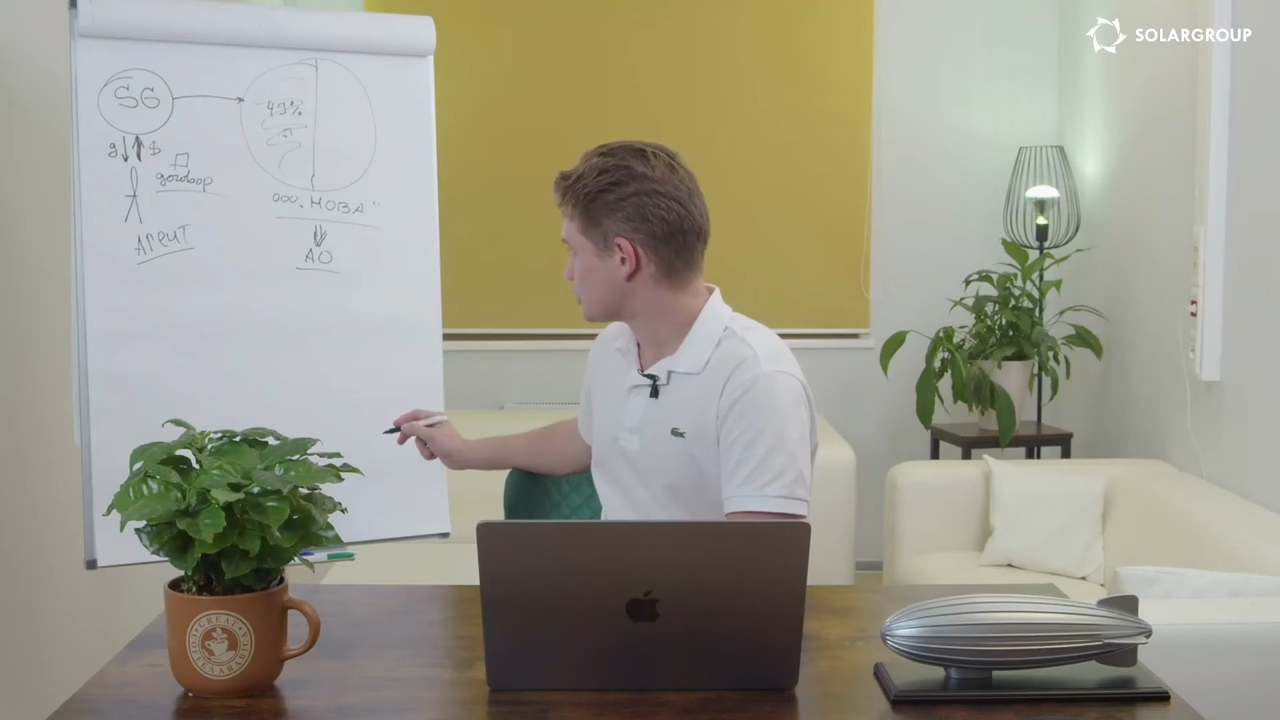 SOLARGROUP
SG
49%
д $
договор
ООО "НОВА"
Агент
АО
GREAT